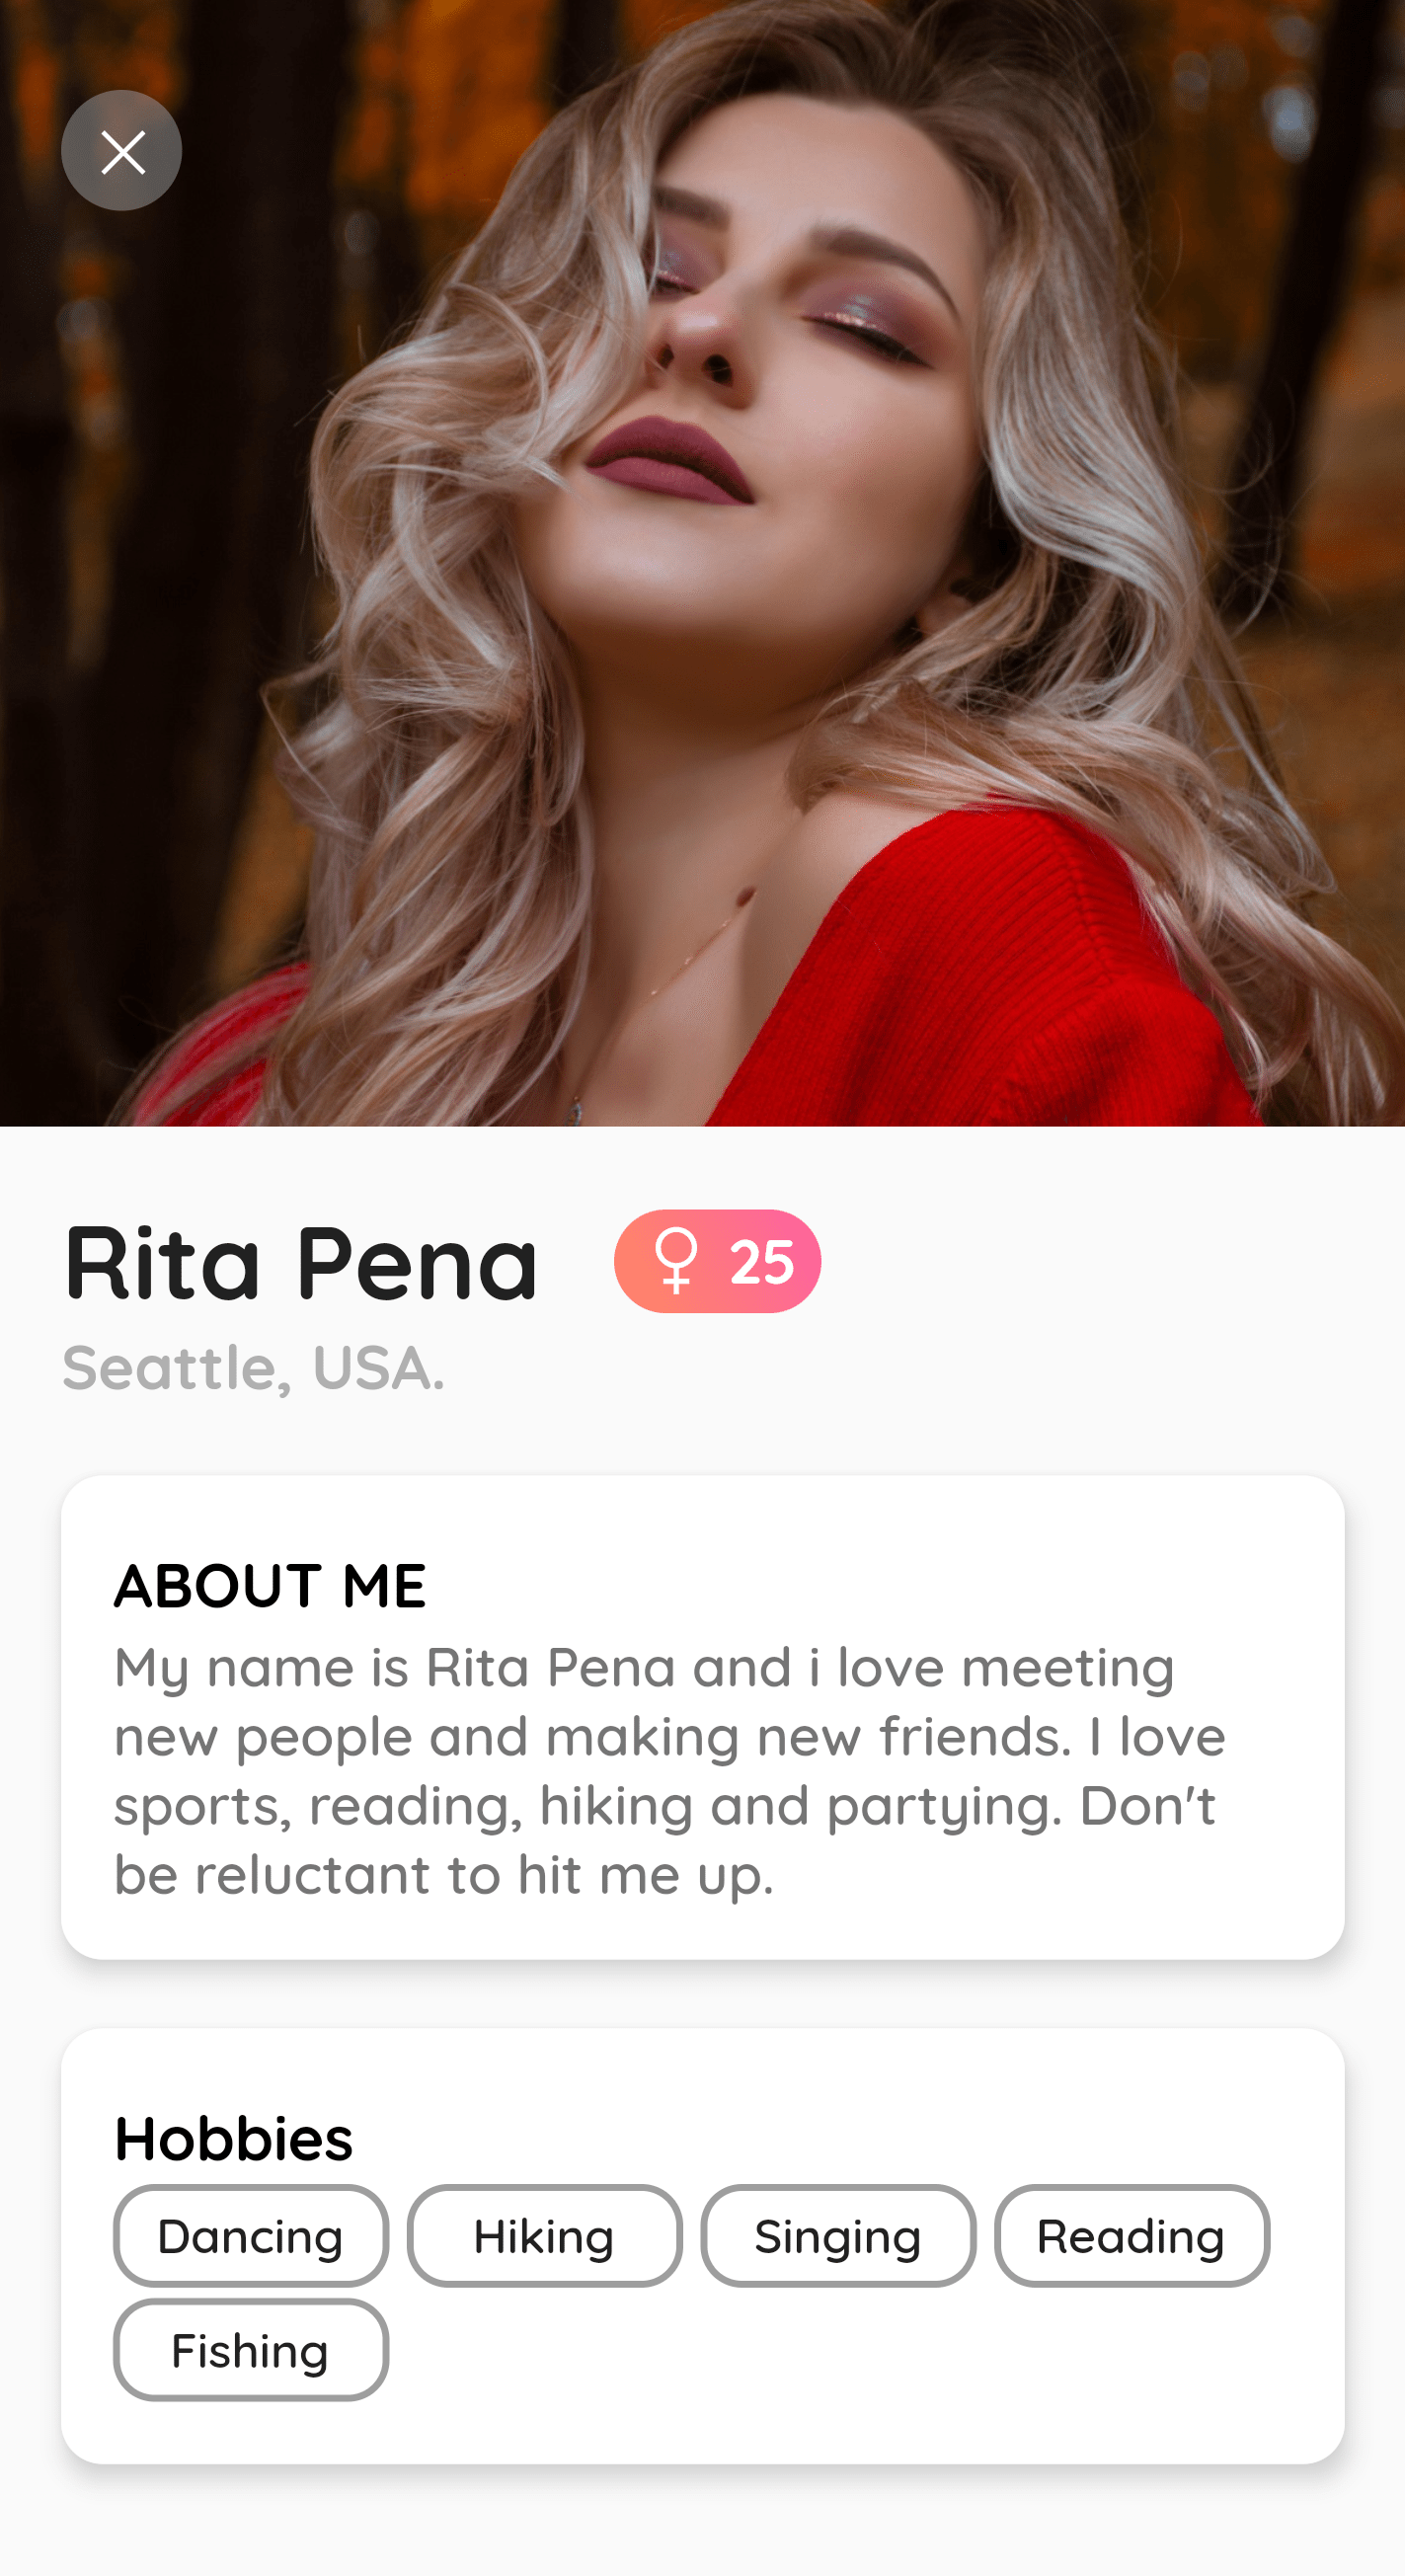 Rita Pena
25
Seattle, USA.
ABOUT ME
My name is Rita Pena and i love meeting
new people and making new friends. I love
sports, reading, hiking and partying. Don't
be reluctant to hit me up.
Hobbies
Dancing Hiking Singing Reading
Fishing